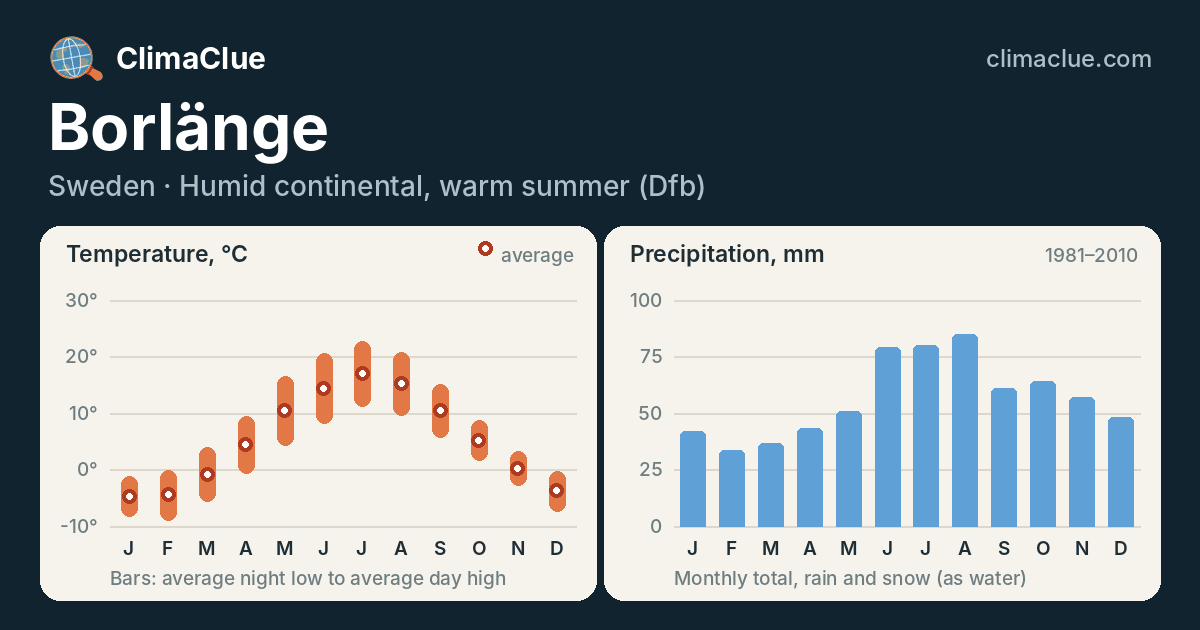 ClimaClue
climaclue.com
Borlänge
Sweden · Humid continental, warm summer (Dfb)
Temperature, °C
average
30°
20°
10°
0°
-10°
J F M A M J J A S O N D
Bars: average night low to average day high
Precipitation, mm
1981–2010
100
75
50
25
0
J F M A M J J A S O N D
Monthly total, rain and snow (as water)